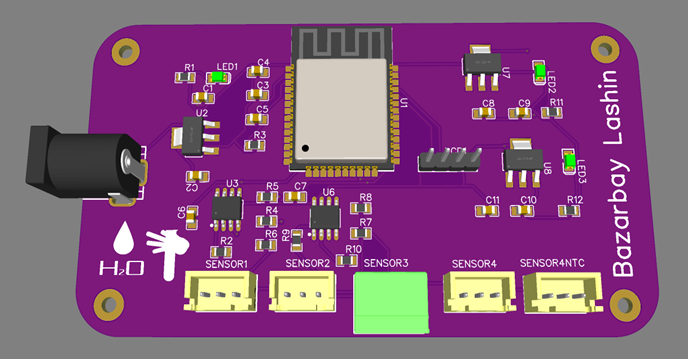 C4
R1
LED1
C3
C1
C5
U2
R3
U1
U7
LED2
C8
C9
R11
U8
LED3
C2
U3
R5
C7
U6
R8
C6
R4
R7
C11
C10
R12
R6
R9
R2
R10
H2O
SENSOR1
SENSOR2
SENSOR3
SENSOR4
SENSOR4NTC
Bazarbay Lashin